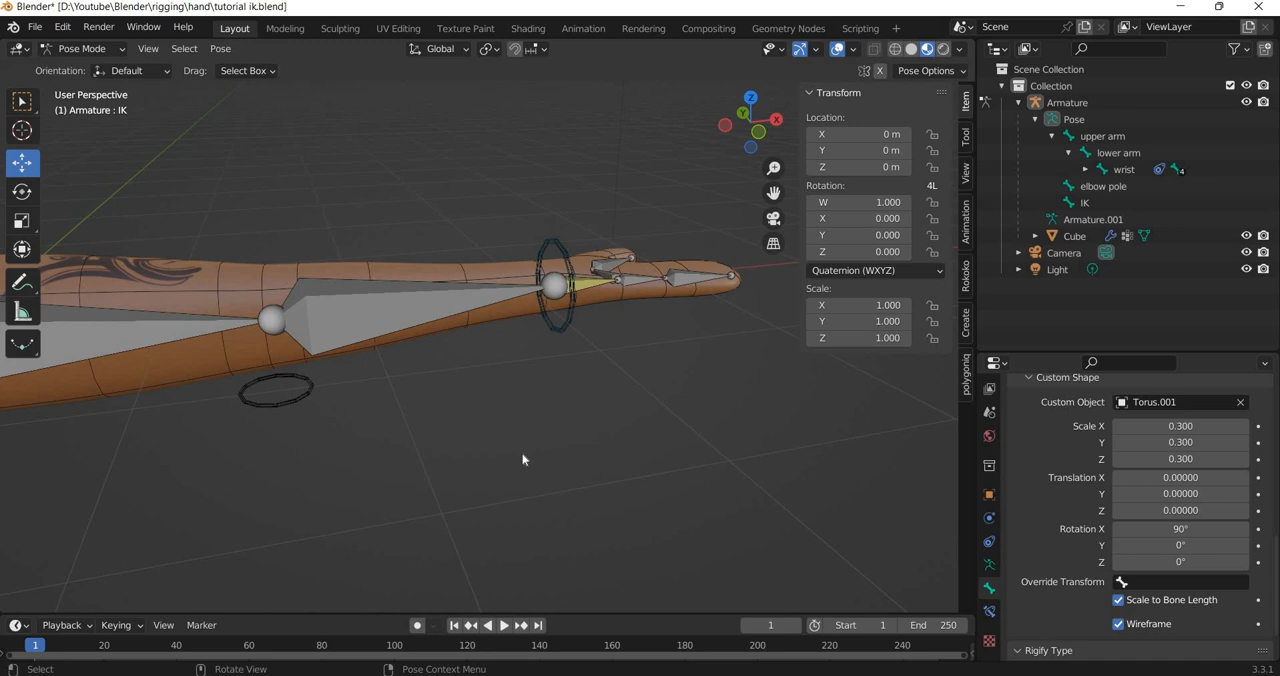 Blender* [D:\Youtube\Blender\rigging\hand\tutorial ik.blend]
File Edit Render Window Help Layout Modeling Sculpting UV Editing Texture Paint Shading Animation Rendering Compositing Geometry Nodes Scripting + Scene ViewLayer
Pose Mode View Select Pose Global
Orientation: Default Drag: Select Box X Pose Options
User Perspective
(1) Armature : IK
Z
Y
X
Transform
Location:
X 0 m
Y 0 m
Z 0 m
Rotation: 4L
W 1.000
X 0.000
Y 0.000
Z 0.000
Quaternion (WXYZ)
Scale:
X 1.000
Y 1.000
Z 1.000
Item
Tool
View
Animation
Rokoko
Create
polygoniq
Scene Collection
Collection
Armature
Pose
upper arm
lower arm
wrist 4
elbow pole
IK
Armature.001
Cube
Camera
Light
Custom Shape
Custom Object Torus.001
Scale X 0.300
Y 0.300
Z 0.300
Translation X 0.00000
Y 0.00000
Z 0.00000
Rotation X 90°
Y 0°
Z 0°
Override Transform
Scale to Bone Length
Wireframe
Rigify Type
Playback Keying View Marker 1 Start 1 End 250
1 20 40 60 80 100 120 140 160 180 200 220 240
Select Rotate View Pose Context Menu 3.3.1